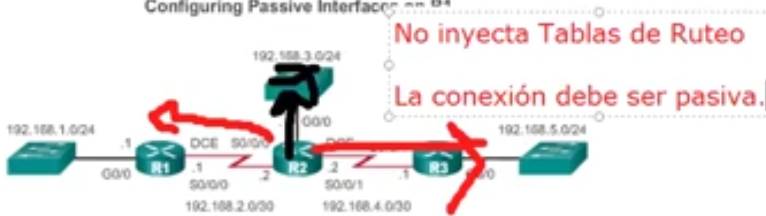 Configuring Passive Interfaces on R1
No inyecta Tablas de Ruteo
La conexión debe ser pasiva.
192.168.3.0/24
G0/0
192.168.1.0/24
.1
DCE
S0/0/0
DCE
192.168.5.0/24
G0/0
R1
.1
S0/0/0
.2
R2
.2
S0/0/1
.1
R3
192.168.2.0/30
192.168.4.0/30